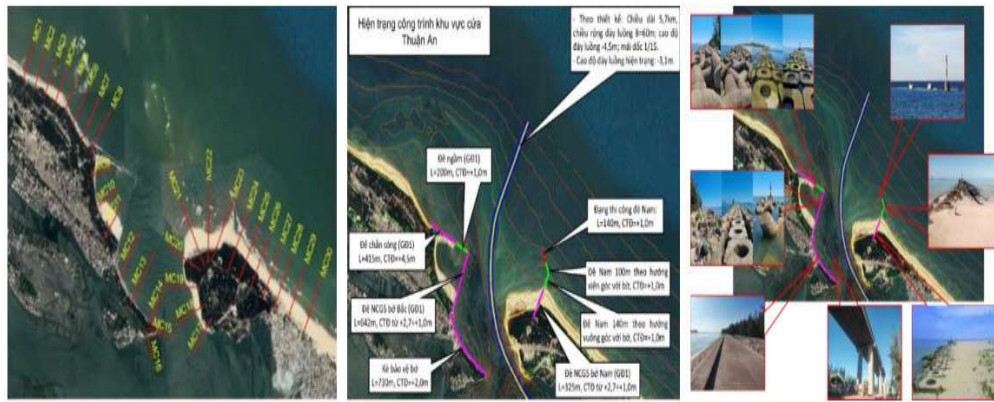 MC1
MC2
MC3
MC7
MC8
MC10
MC12
MC13
MC14
MC15
MC16
MC18
MC19
MC20
MC21
MC22
MC23
MC24
MC25
MC26
MC27
MC28
MC29
MC30
Hiện trạng công trình khu vực cửa
Thuận An
- Theo thiết kế: Chiều dài 5,7km,
chiều rộng đáy luồng B=60m; cao độ
đáy luồng -4,5m; mái dốc 1/15.
- Cao độ đáy luồng hiện trạng: -3,1m.
Đê ngầm (GĐ1)
L=200m, CTĐ=+1,0m
Đê chắn sóng (GĐ1)
L=415m, CTĐ=+4,5m
Đê NCGS bờ Bắc (GĐ1)
L=642m, CTĐ từ +2,7÷+1,0m
Kè bảo vệ bờ
L=730m, CTĐ=+2,0m
Đang thi công đê Nam:
L=140m, CTĐ=+1,0m
Đê Nam 100m theo hướng
xiên góc với bờ, CTĐ=+1,0m
Đê Nam 140m theo hướng
vuông góc với bờ, CTĐ=+1,0m
Đê NCGS bờ Nam (GĐ1)
L=325m, CTĐ từ +2,7÷+1,0m